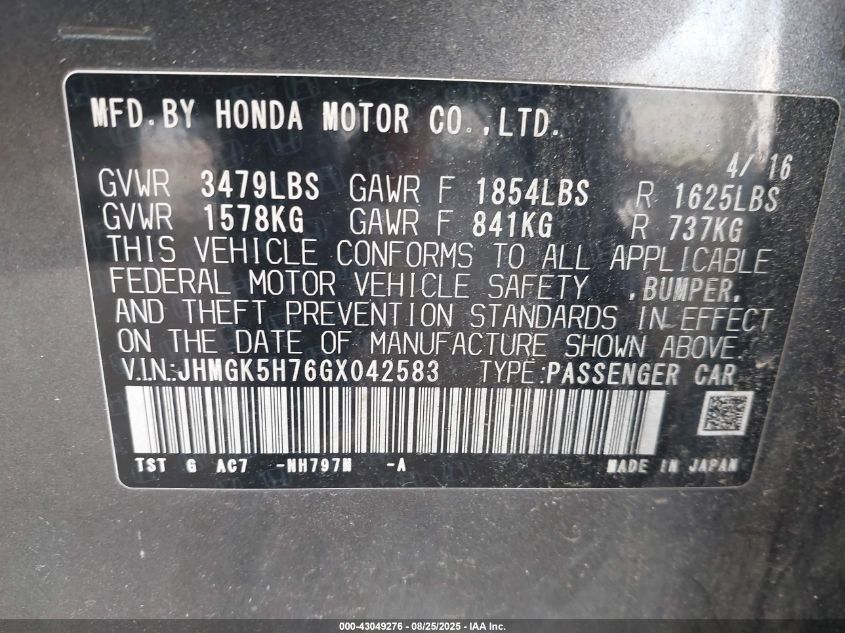 MFD.BY HONDA MOTOR CO.,LTD.
4/ 16
GVWR 3479LBS GAWR F 1854LBS R 1625LBS
GVWR 1578KG GAWR F 841KG R 737KG
THIS VEHICLE CONFORMS TO ALL APPLICABLE
FEDERAL MOTOR VEHICLE SAFETY ,BUMPER,
AND THEFT PREVENTION STANDARDS IN EFFECT
ON THE DATE OF MANUFACTURE SHOWN ABOVE.
V.I.N.:JHMGK5H76GX042583 TYPE:PASSENGER CAR
TST G AC7 -NH797M -A MADE IN JAPAN
000-43049276 - 08/25/2025 - IAA Inc.